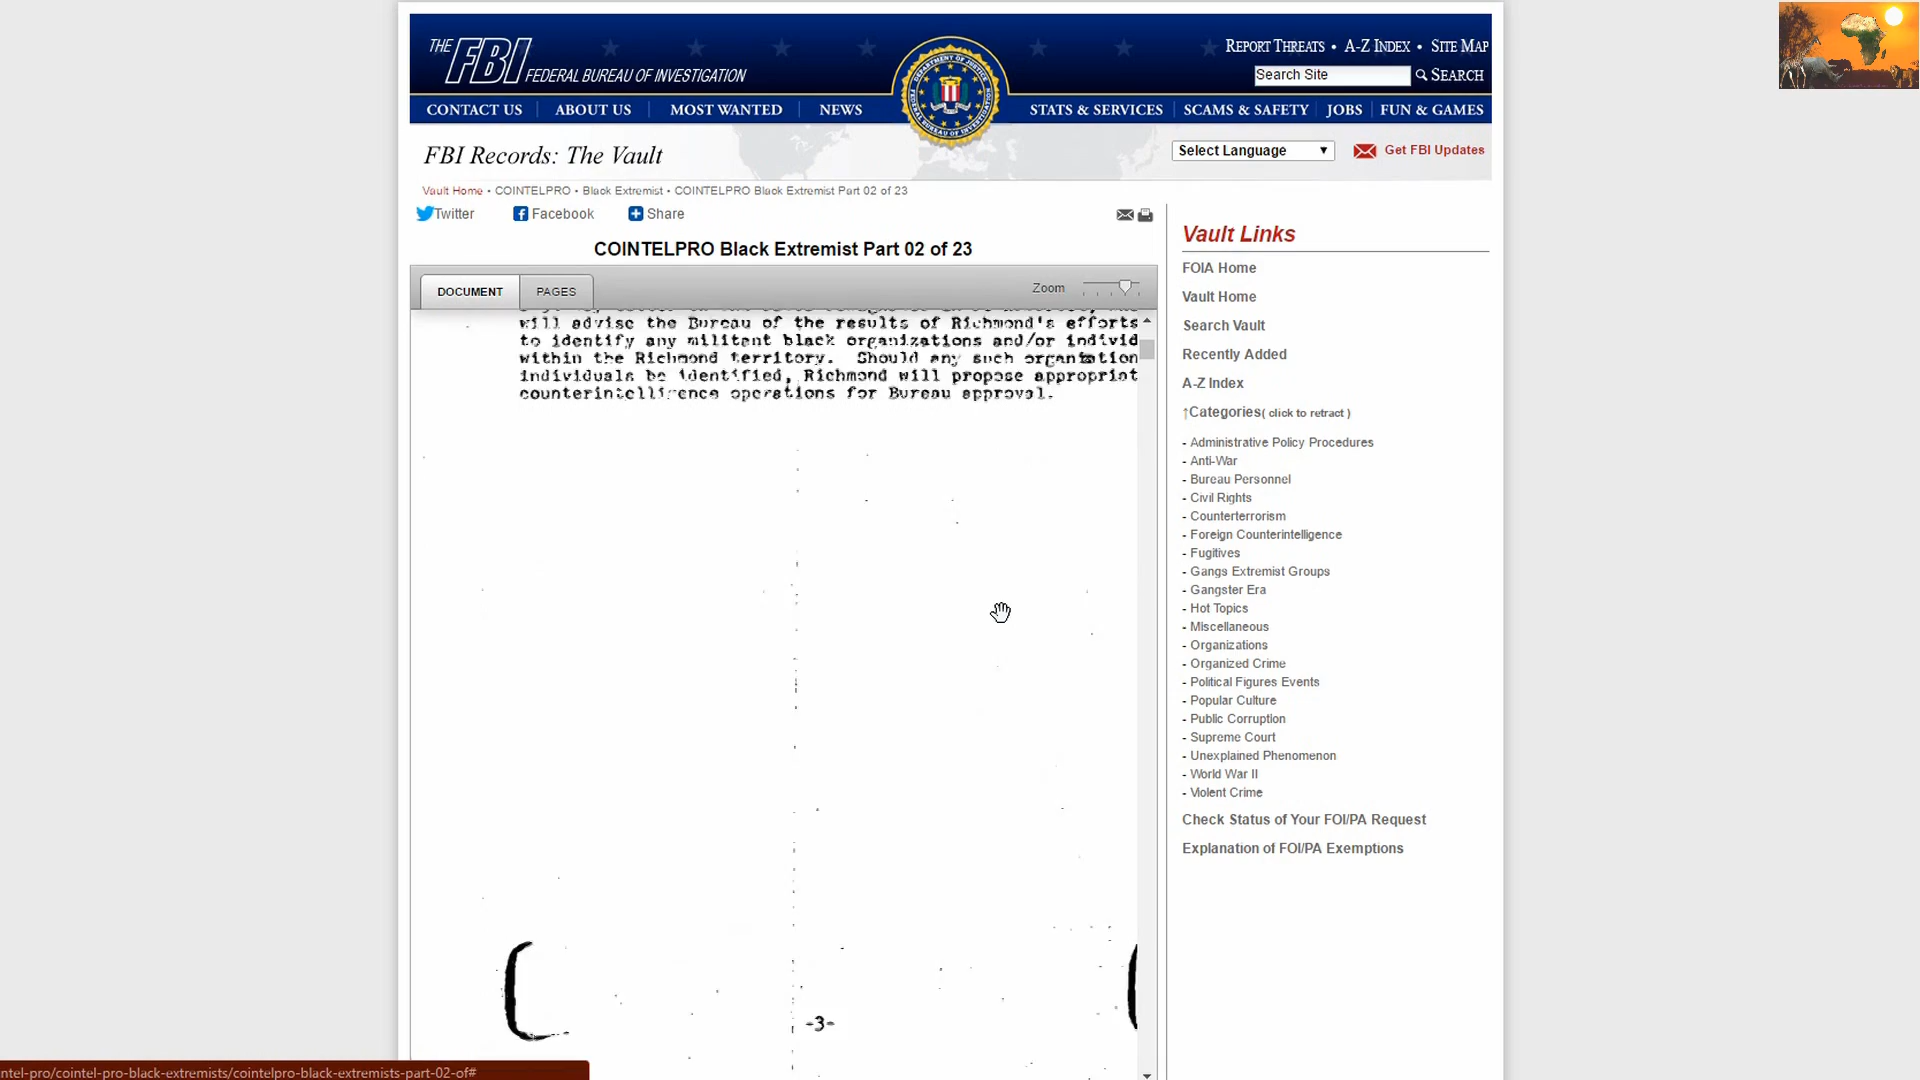 THE FBI FEDERAL BUREAU OF INVESTIGATION
REPORT THREATS • A-Z INDEX • SITE MAP
Search Site SEARCH
DEPARTMENT OF JUSTICE
FEDERAL BUREAU OF INVESTIGATION
CONTACT US ABOUT US MOST WANTED NEWS STATS & SERVICES SCAMS & SAFETY JOBS FUN & GAMES
FBI Records: The Vault
Select Language
Get FBI Updates
Vault Home • COINTELPRO • Black Extremist • COINTELPRO Black Extremist Part 02 of 23
Twitter Facebook Share
COINTELPRO Black Extremist Part 02 of 23
DOCUMENT PAGES Zoom
will advise the Bureau of the results of Richmond's efforts
to identify any militant black organizations and/or individ
within the Richmond territory. Should any such organization
individuals be identified, Richmond will propose appropriat
counterintelligence operations for Bureau approval.
-3-
Vault Links
FOIA Home
Vault Home
Search Vault
Recently Added
A-Z Index
↑Categories( click to retract )
- Administrative Policy Procedures
- Anti-War
- Bureau Personnel
- Civil Rights
- Counterterrorism
- Foreign Counterintelligence
- Fugitives
- Gangs Extremist Groups
- Gangster Era
- Hot Topics
- Miscellaneous
- Organizations
- Organized Crime
- Political Figures Events
- Popular Culture
- Public Corruption
- Supreme Court
- Unexplained Phenomenon
- World War II
- Violent Crime
Check Status of Your FOI/PA Request
Explanation of FOI/PA Exemptions
ntel-pro/cointel-pro-black-extremists/cointelpro-black-extremists-part-02-of#